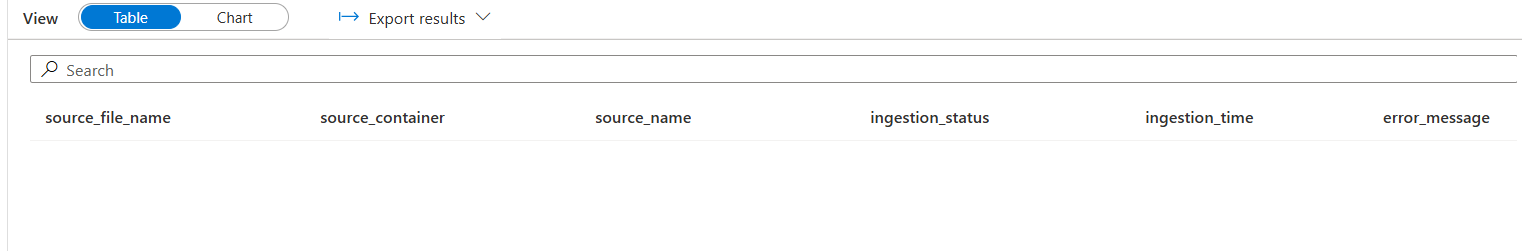 View Table Chart Export results
Search
source_file_name source_container source_name ingestion_status ingestion_time error_message